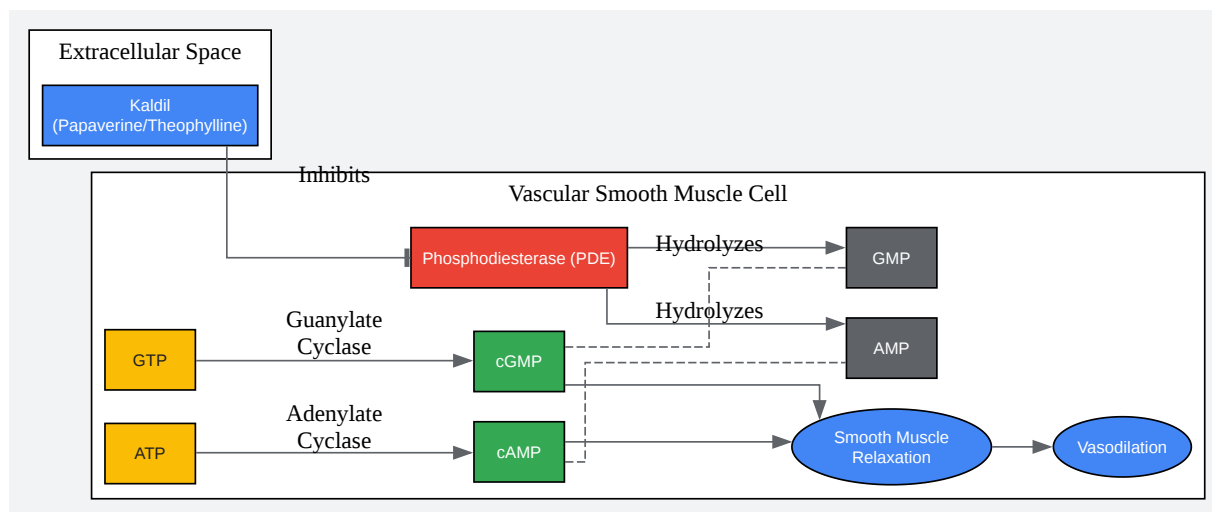 Extracellular Space
Kaldil
(Papaverine/Theophylline)
Inhibits
Vascular Smooth Muscle Cell
Phosphodiesterase (PDE)
Hydrolyzes
GMP
Hydrolyzes
AMP
GTP
Guanylate
Cyclase
cGMP
ATP
Adenylate
Cyclase
cAMP
Smooth Muscle
Relaxation
Vasodilation